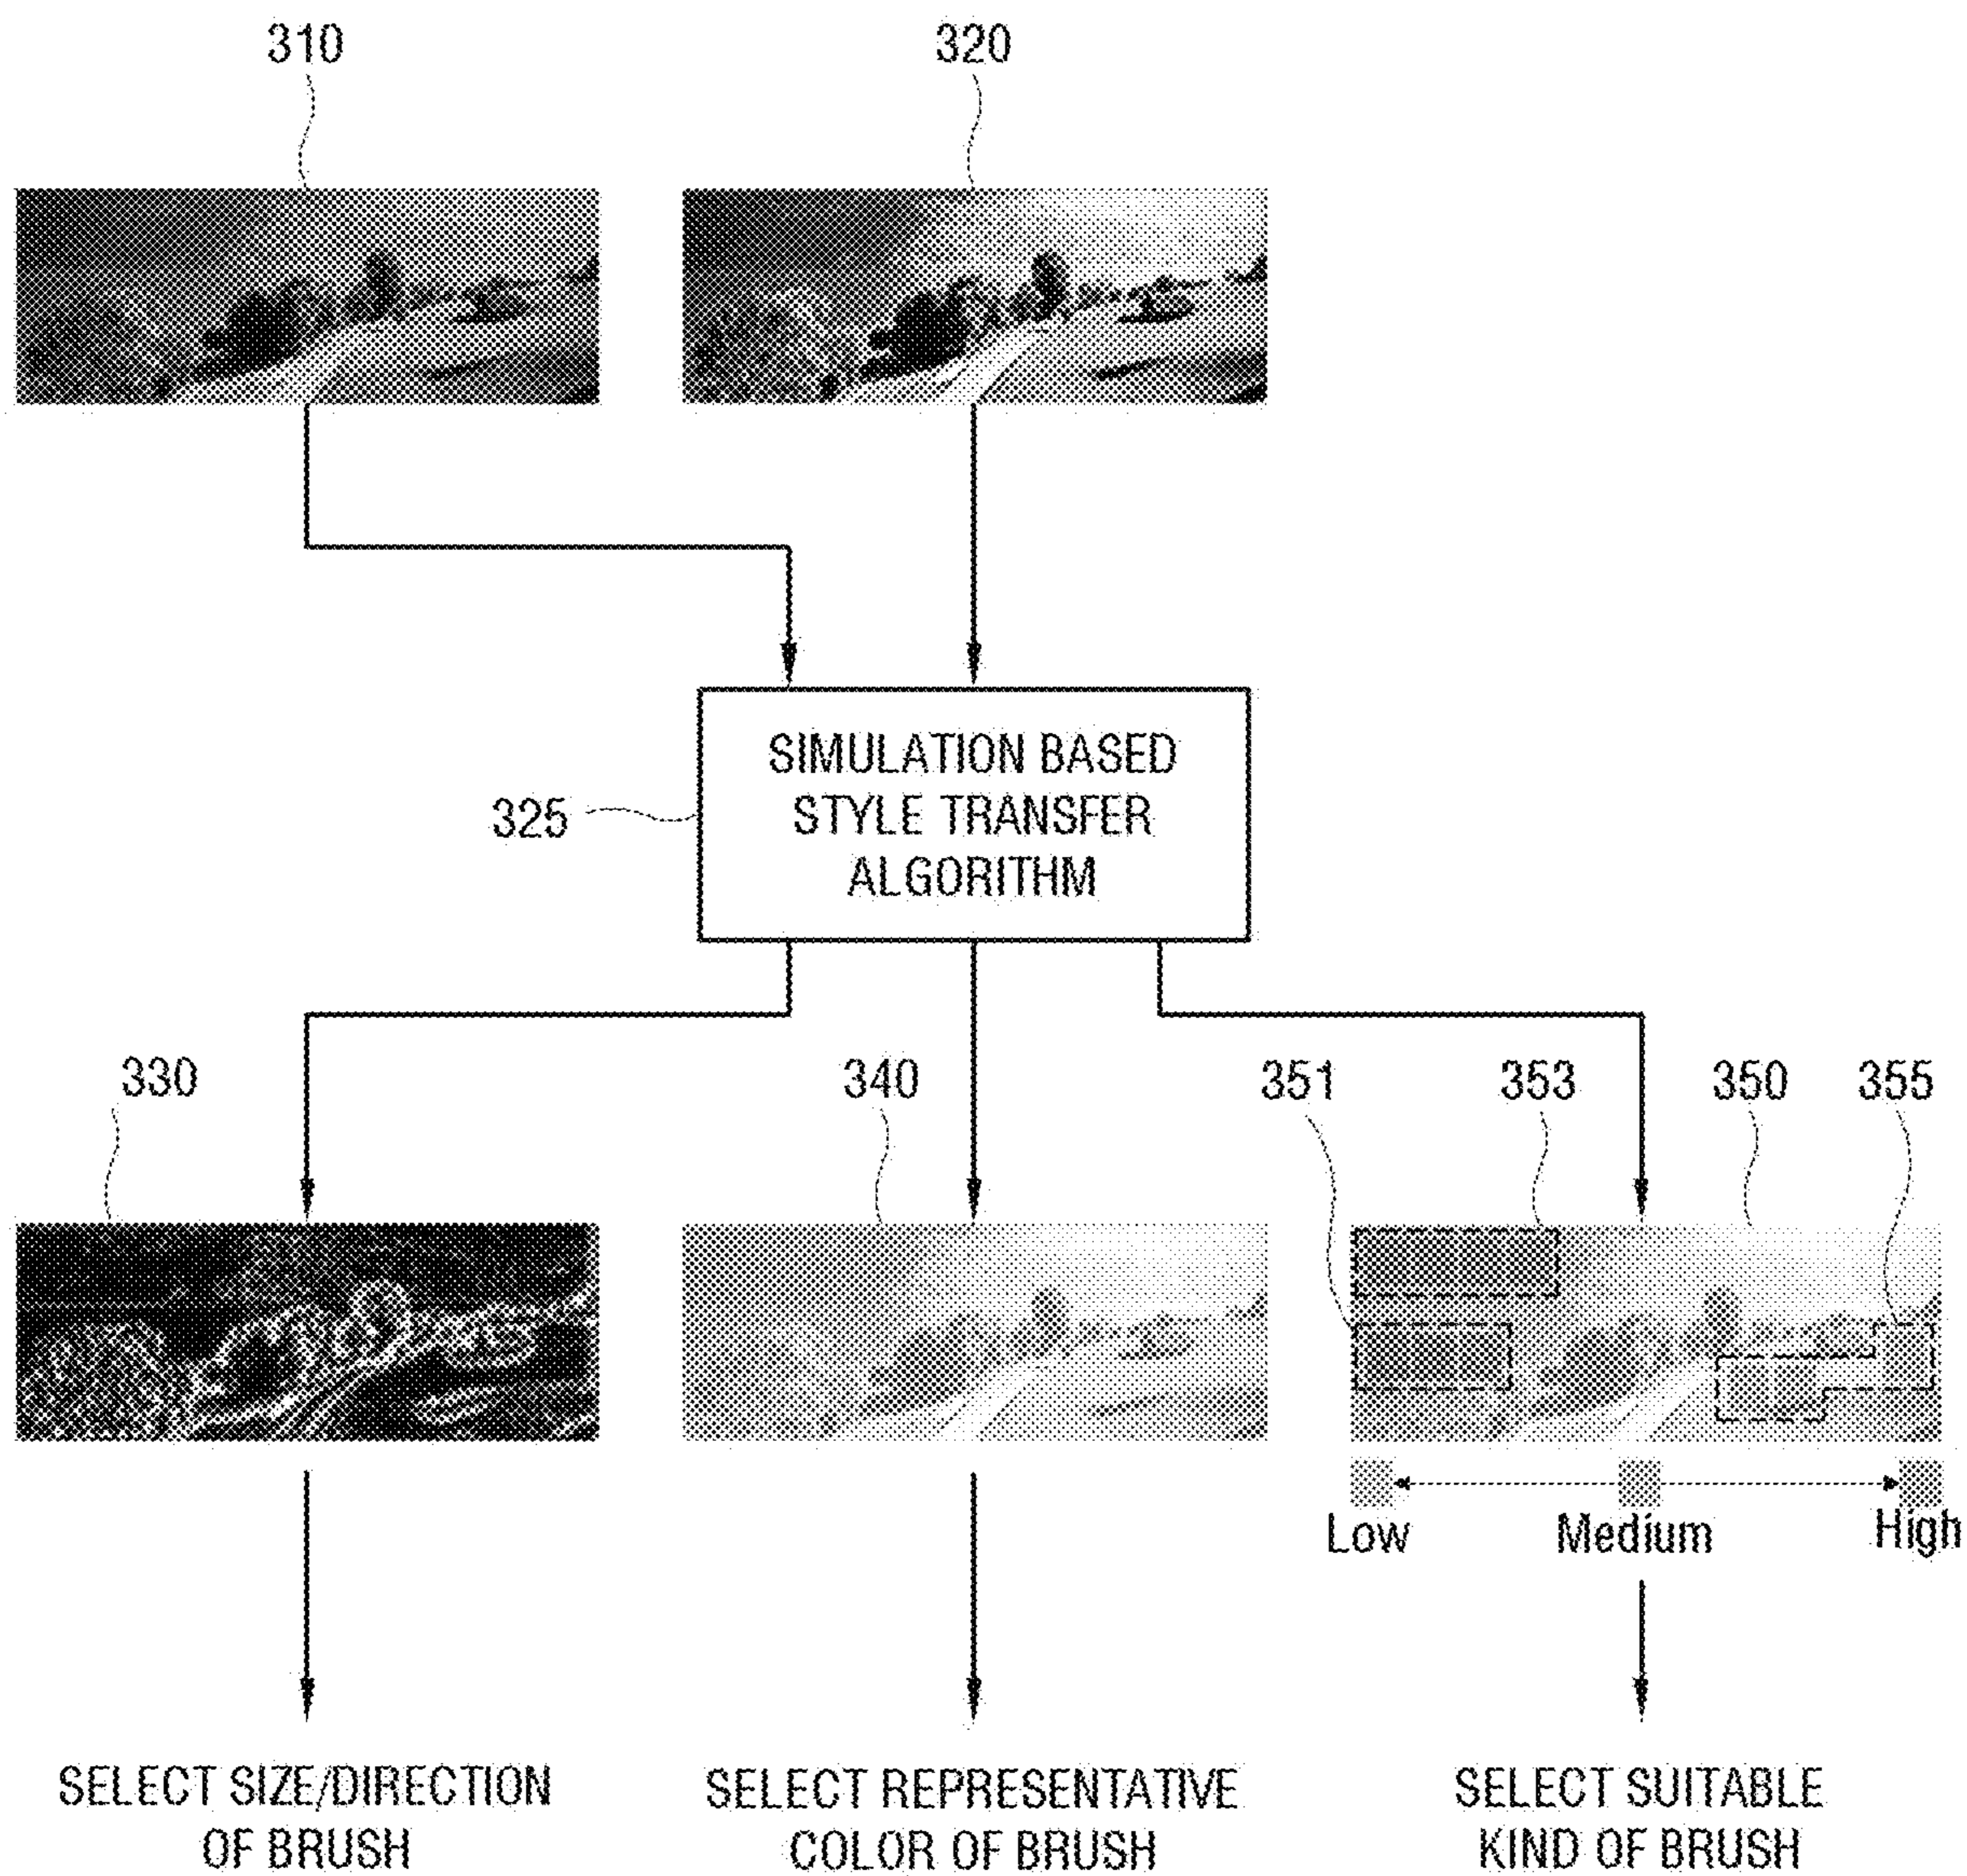 310
320
SIMULATION BASED
STYLE TRANSFER
ALGORITHM
325
330
340
351
353
350
355
Low
Medium
High
SELECT SIZE/DIRECTION
OF BRUSH
SELECT REPRESENTATIVE
COLOR OF BRUSH
SELECT SUITABLE
KIND OF BRUSH